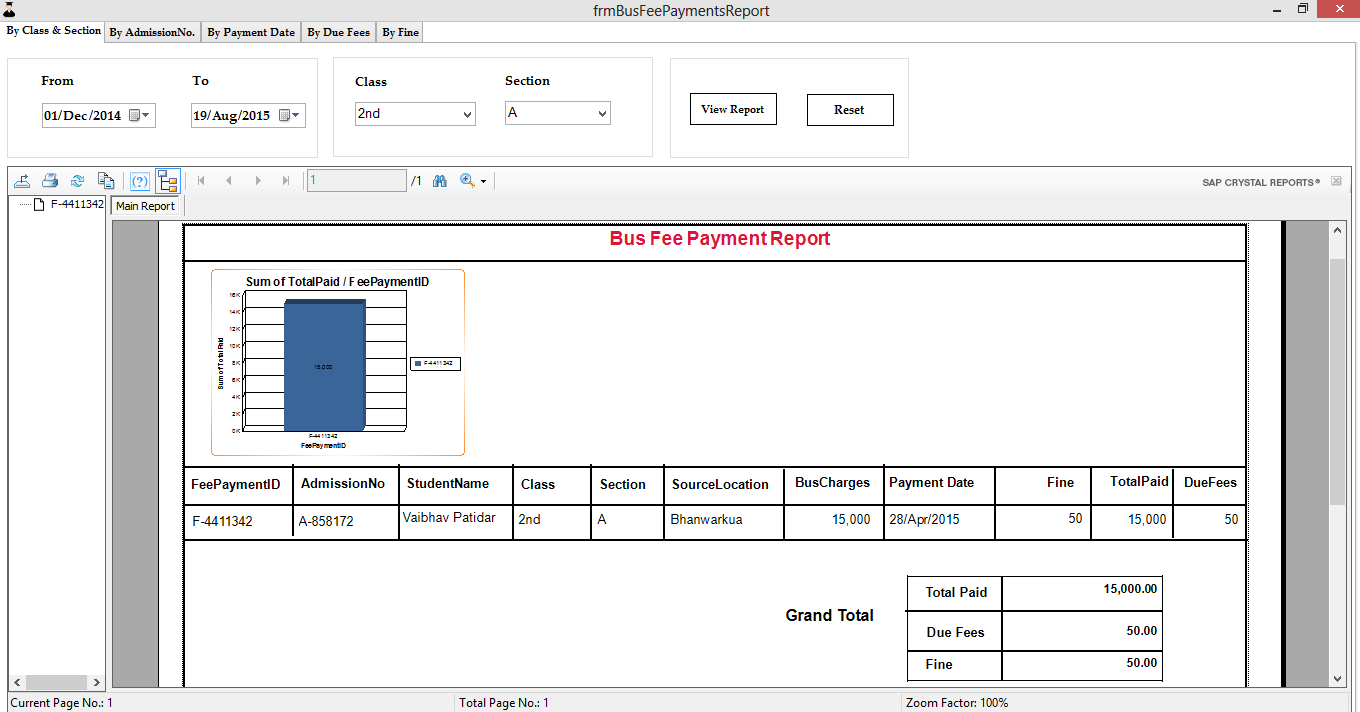 frmBusFeePaymentsReport
By Class & Section By AdmissionNo. By Payment Date By Due Fees By Fine
From To Class Section
01/Dec/2014 19/Aug/2015 2nd A View Report Reset
1 /1 SAP CRYSTAL REPORTS®
F-4411342 Main Report
Bus Fee Payment Report
Sum of TotalPaid / FeePaymentID
16K
14K
12K
10K
8K
6K
4K
2K
0K
Sum of TotalPaid
15,000
F-4411342
F-4411342
FeePaymentID
FeePaymentID AdmissionNo StudentName Class Section SourceLocation BusCharges Payment Date Fine TotalPaid DueFees
F-4411342 A-858172 Vaibhav Patidar 2nd A Bhanwarkua 15,000 28/Apr/2015 50 15,000 50
Grand Total
Total Paid 15,000.00
Due Fees 50.00
Fine 50.00
Current Page No.: 1 Total Page No.: 1 Zoom Factor: 100%